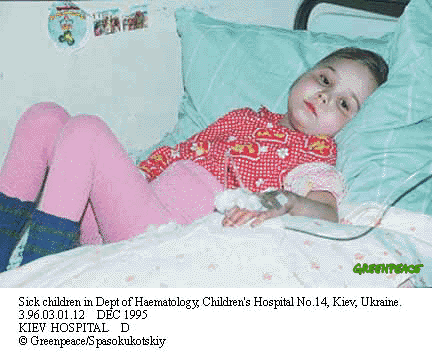 GREENPEACE
Sick children in Dept of Haematology, Children's Hospital No.14, Kiev, Ukraine.
3.96.03.01.12 DEC 1995
KIEV HOSPITAL D
© Greenpeace/Spasokukotskiy